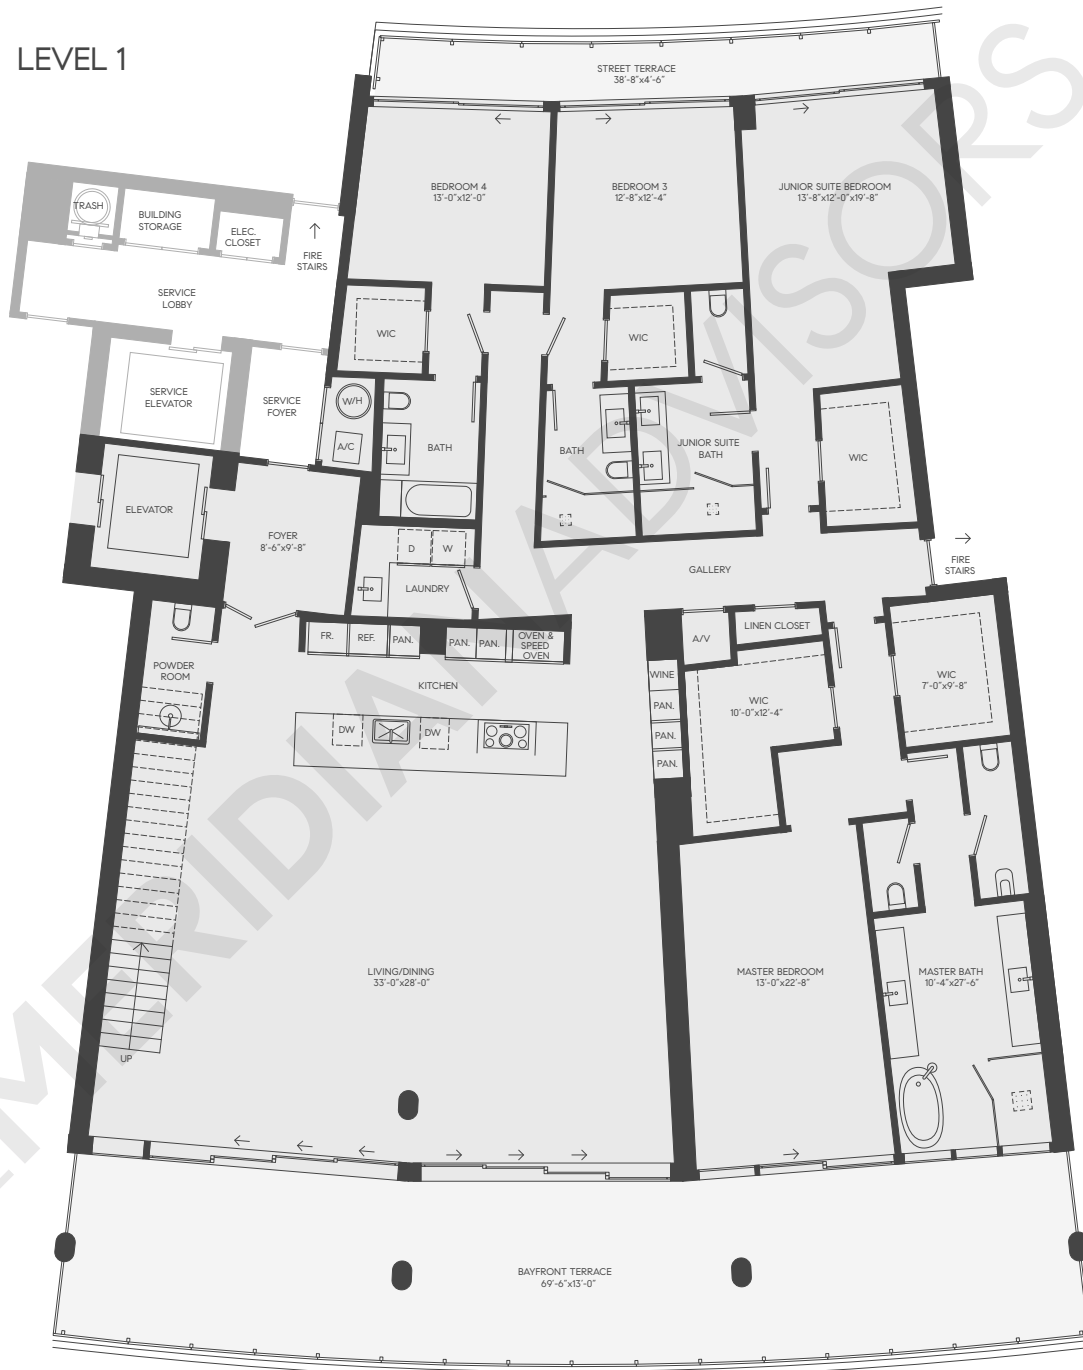 LEVEL 1
STREET TERRACE
38'-8"x4'-6"
BEDROOM 4
13'-0"x12'-0"
BEDROOM 3
12'-8"x12'-4"
JUNIOR SUITE BEDROOM
13'-8"x12'-0"x19'-8"
TRASH
BUILDING
STORAGE
ELEC.
CLOSET
FIRE
STAIRS
SERVICE
LOBBY
WIC
WIC
SERVICE
ELEVATOR
SERVICE
FOYER
W/H
A/C
BATH
BATH
JUNIOR SUITE
BATH
WIC
ELEVATOR
FOYER
8'-6"x9'-8"
D
W
LAUNDRY
GALLERY
FIRE
STAIRS
FR.
REF.
PAN.
PAN.
PAN.
OVEN &
SPEED
OVEN
A/V
LINEN CLOSET
POWDER
ROOM
KITCHEN
WINE
PAN.
PAN.
PAN.
WIC
10'-0"x12'-4"
WIC
7'-0"x9'-8"
DW
DW
LIVING/DINING
33'-0"x28'-0"
MASTER BEDROOM
13'-0"x22'-8"
MASTER BATH
10'-4"x27'-6"
UP
BAYFRONT TERRACE
69'-6"x13'-0"
MERIDIAN ADVISORS